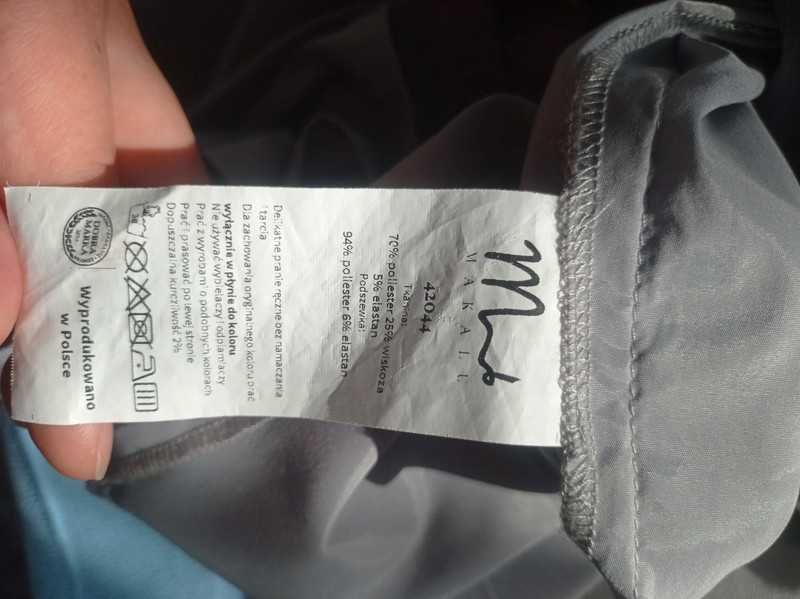 MAKALU
42044
Tkanina:
70% poliester 25% wiskoza
5% elastan
Podszewka:
94% poliester 6% elastan
Delikatne pranie ręczne bez namaczania
i tarcia
Dla zachowania oryginalnego koloru prać
wyłącznie w płynie do koloru
Nie używać wybielaczy i odplamiaczy
Prać z wyrobami o podobnych kolorach
Prać i prasować po lewej stronie
Dopuszczalna kurczliwość 2%
DOBRA
MARKA
Wyprodukowano
w Polsce